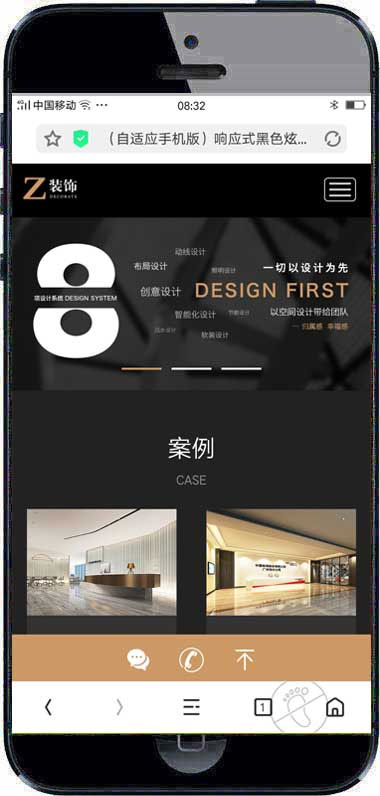 中国移动
08:32
(自适应手机版)响应式黑色炫...
Z装饰
DECORATE
8
项设计系统 DESIGN SYSTEM
动线设计
布局设计
照明设计
创意设计
智能化设计
节能设计
软装设计
一切以设计为先
DESIGN FIRST
以空间设计带给团队
— 归属感 幸福感
案例
CASE
1